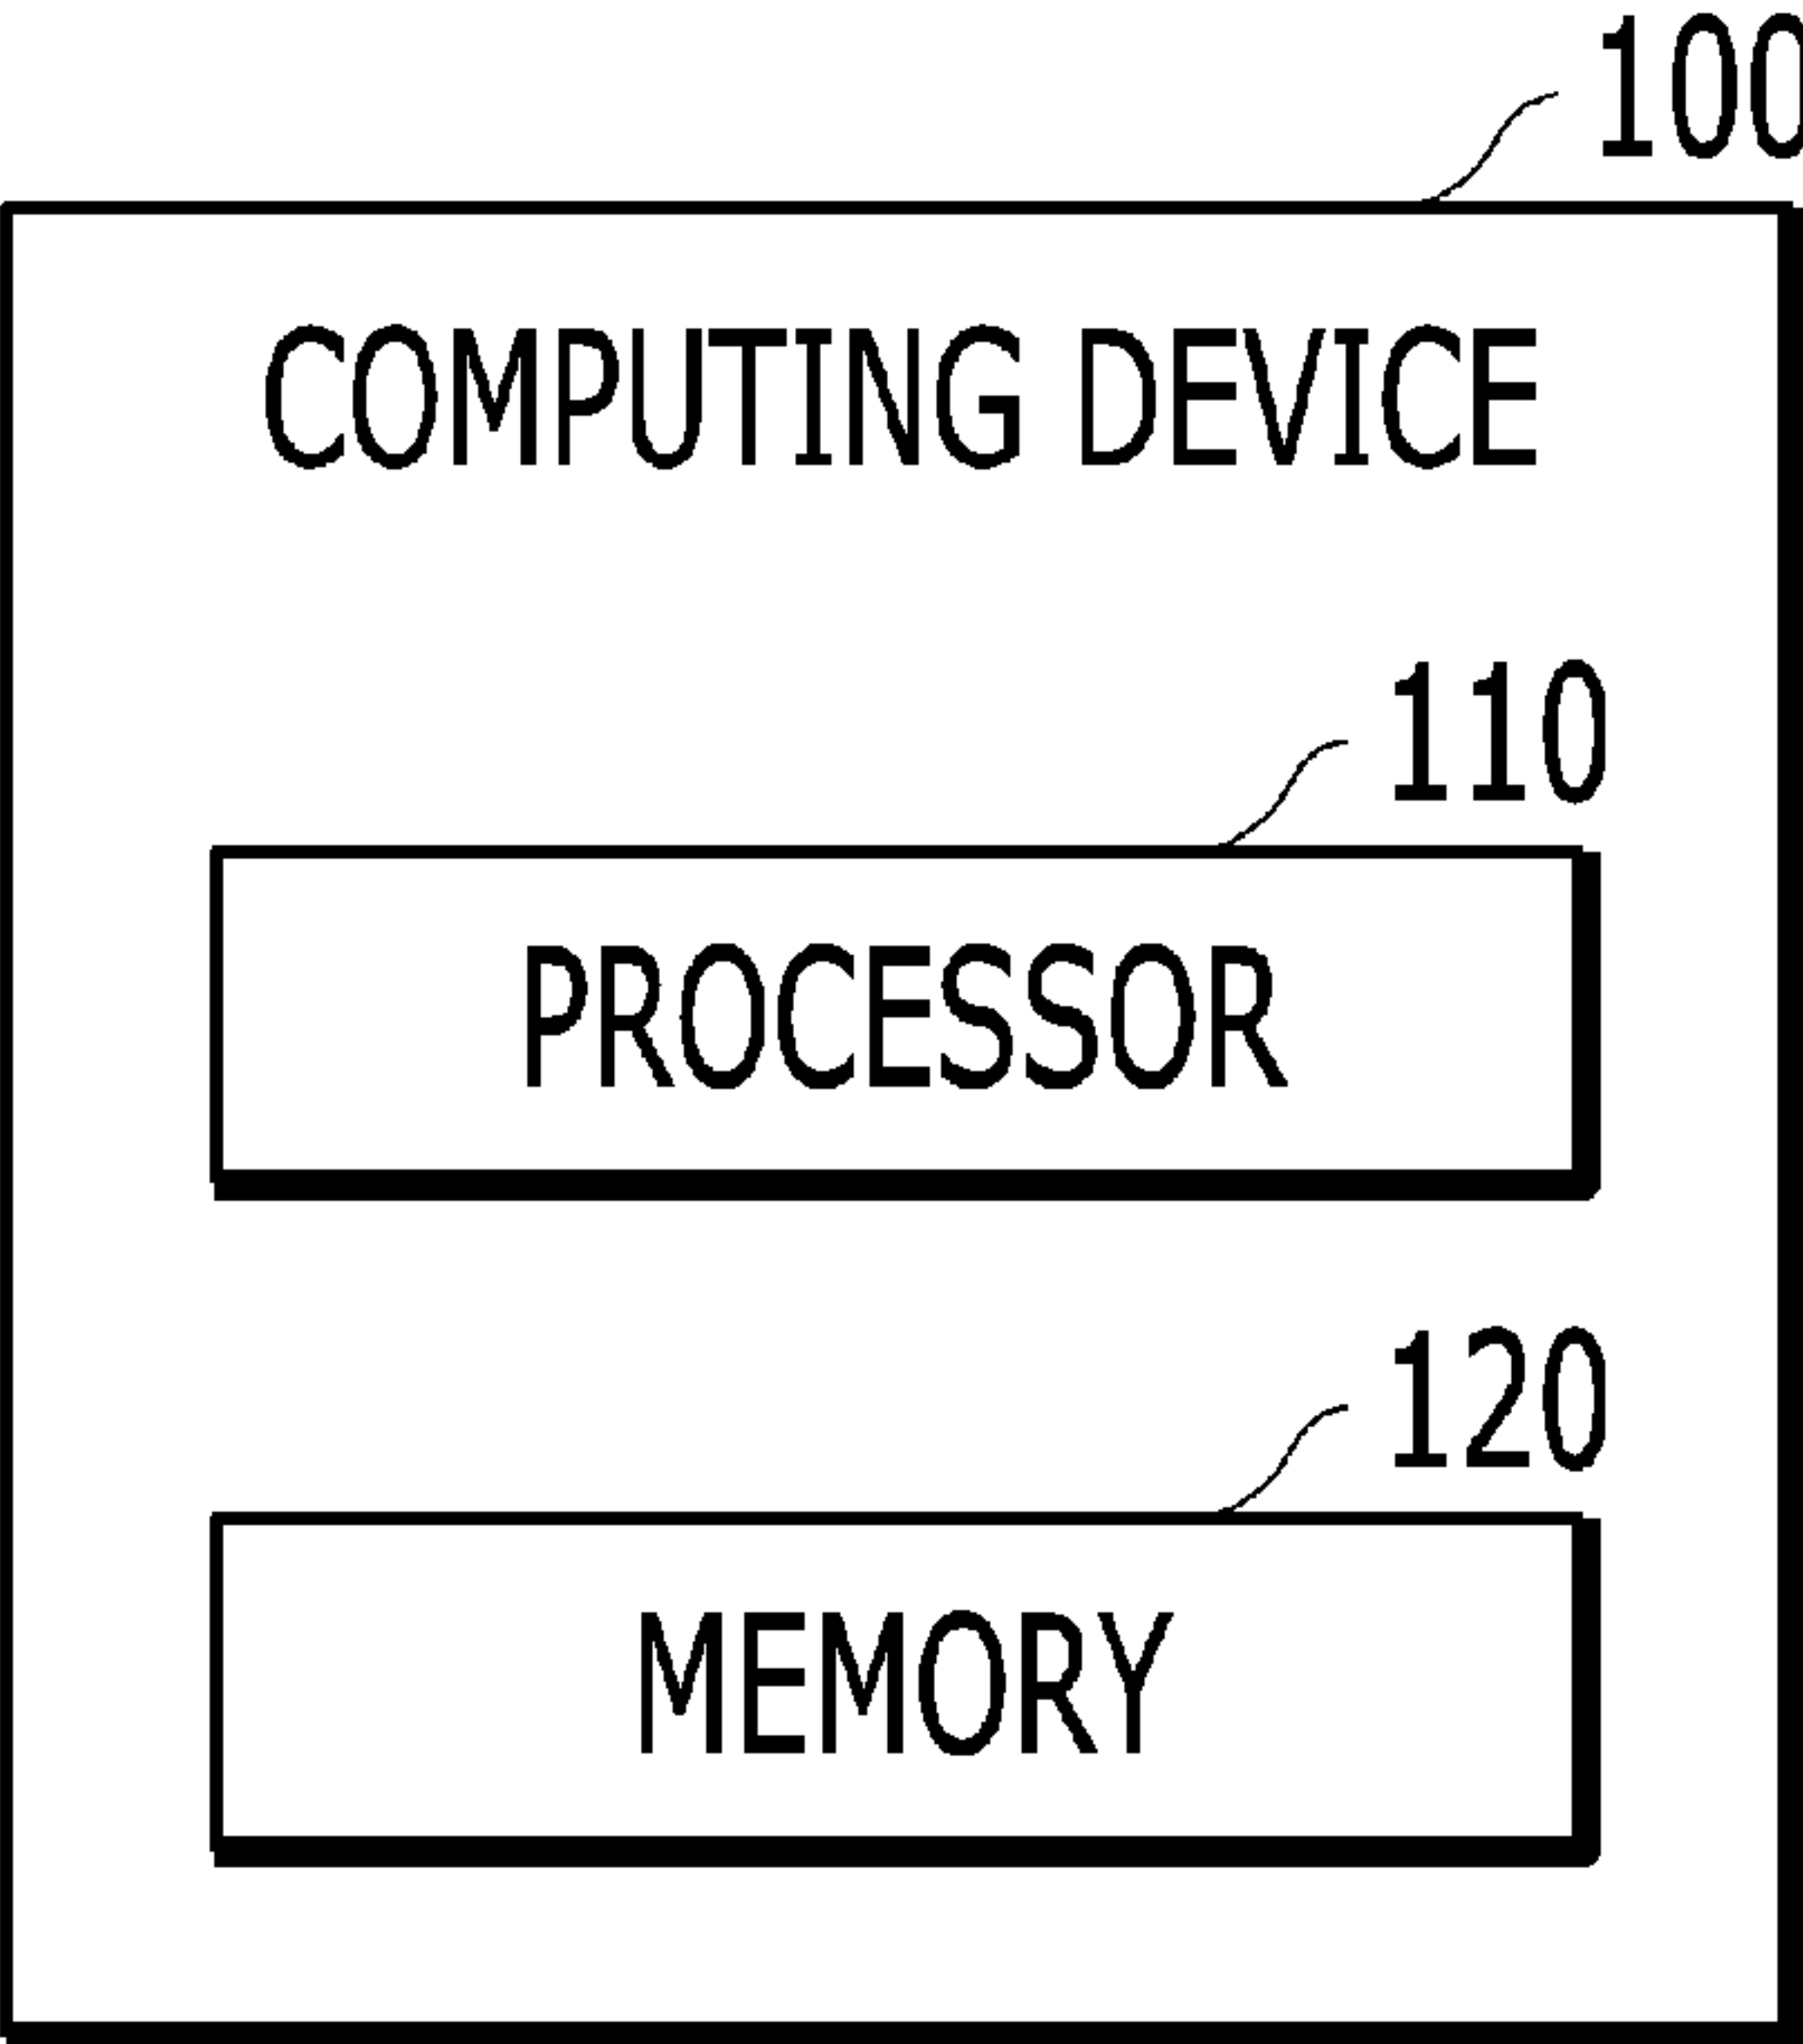 100
COMPUTING DEVICE
110
PROCESSOR
120
MEMORY